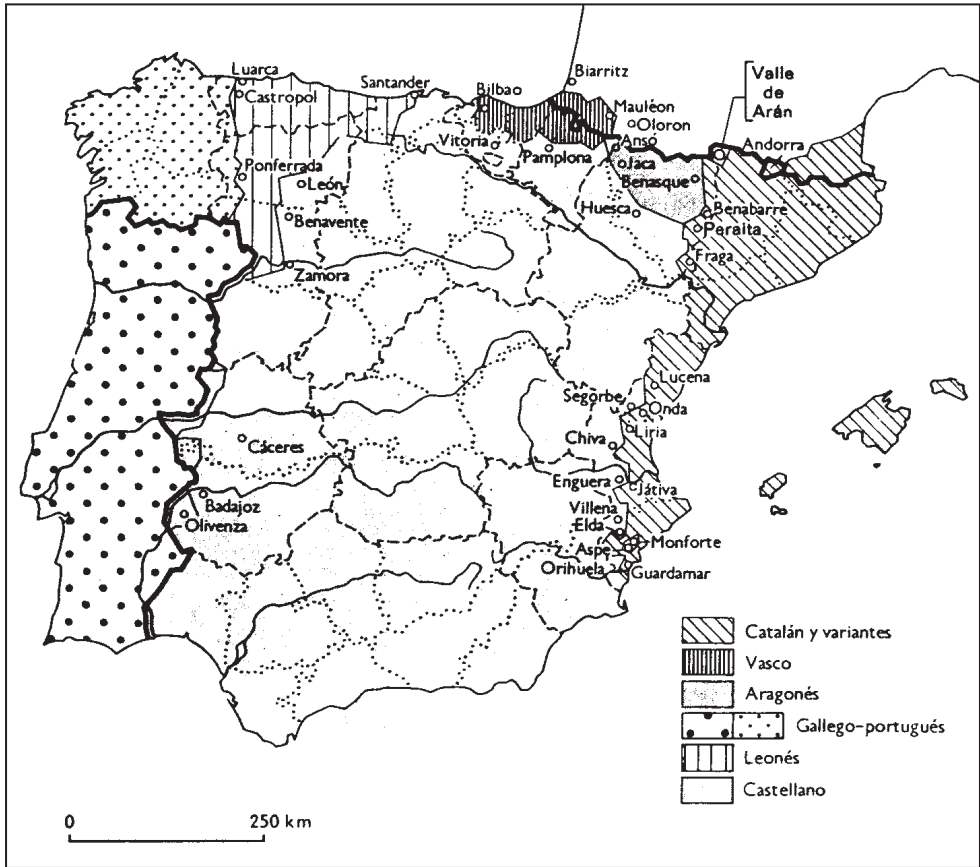 Luarca
Castropol
Santander
Bilbao
Biarritz
Mauléon
Oloron
Valle
de
Arán
Andorra
Ansó
Jaca
Benasque
Vitoria
Pamplona
Ponferrada
León
Benavente
Huesca
Benabarre
Peralta
Fraga
Zamora
Lucena
Segorbe
Onda
Liria
Chiva
Cáceres
Enguera
Játiva
Badajoz
Olivenza
Villena
Elda
Monforte
Aspe
Orihuela
Guardamar
Catalán y variantes
Vasco
Aragonés
Gallego-portugués
Leonés
Castellano
0 250 km